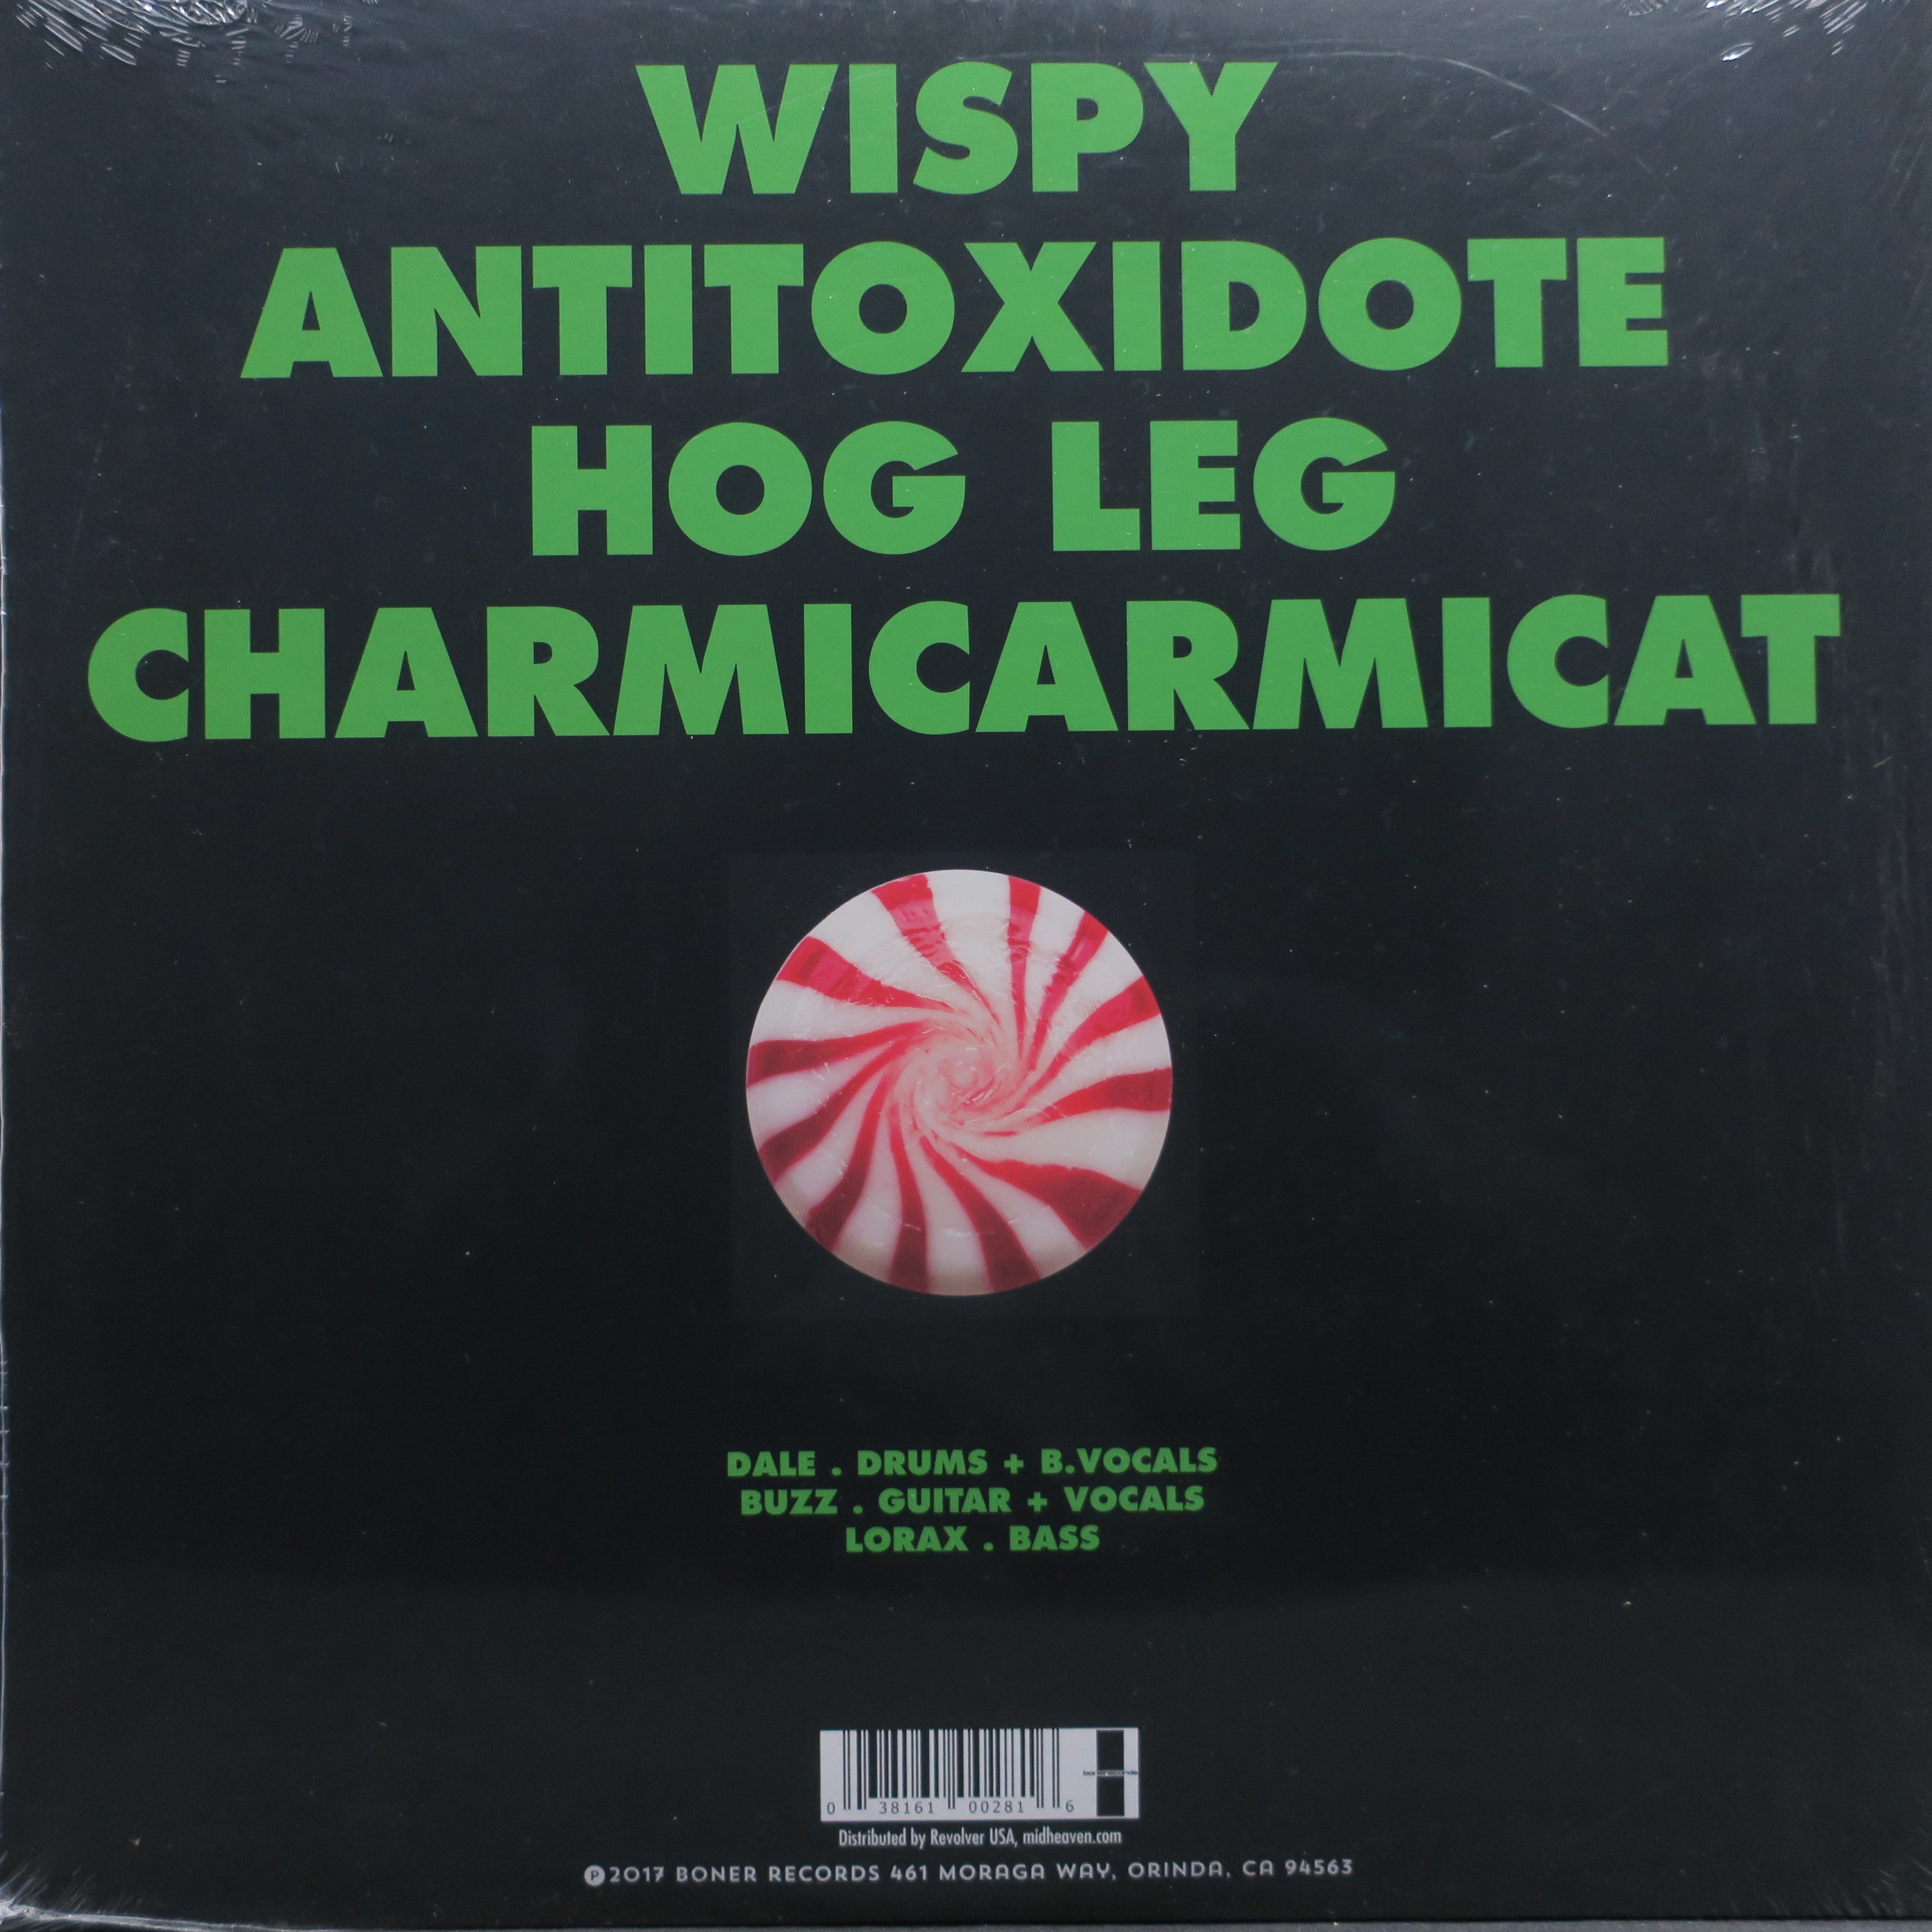 WISPY
ANTITOXIDOTE
HOG LEG
CHARMICARMICAT
DALE . DRUMS + B.VOCALS
BUZZ . GUITAR + VOCALS
LORAX . BASS
bonerrecords
0 38161 00281 6
Distributed by Revolver USA, midheaven.com
℗2017 BONER RECORDS 461 MORAGA WAY, ORINDA, CA 94563